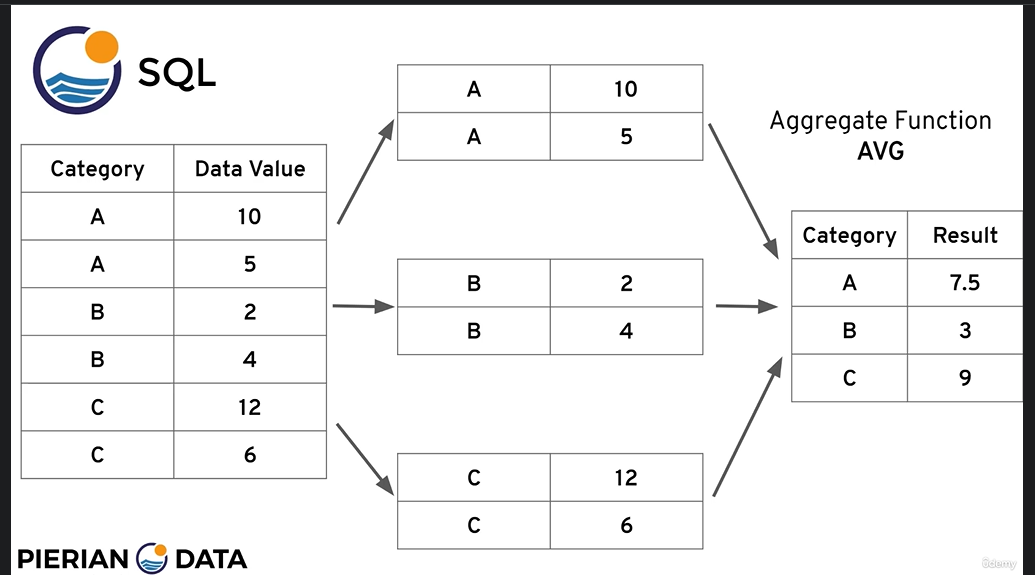 SQL
Category Data Value
A 10
A 5
B 2
B 4
C 12
C 6
A 10
A 5
B 2
B 4
C 12
C 6
Aggregate Function
AVG
Category Result
A 7.5
B 3
C 9
PIERIAN DATA
ûdemy